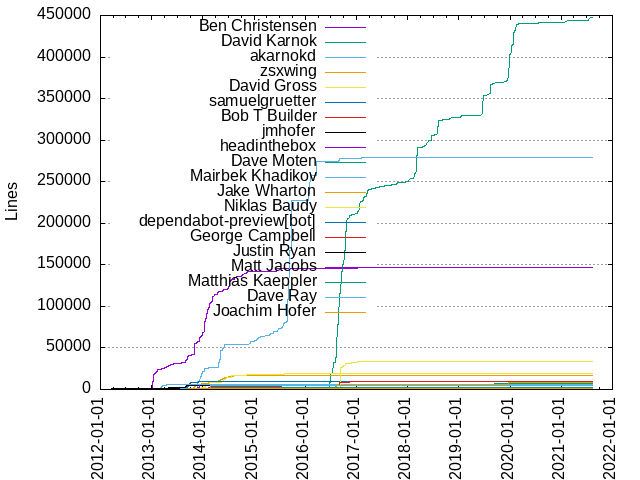 450000
400000
350000
300000
250000
200000
150000
100000
50000
0
Lines
Ben Christensen
David Karnok
akarnokd
zsxwing
David Gross
samuelgruetter
Bob T Builder
jmhofer
headinthebox
Dave Moten
Mairbek Khadikov
Jake Wharton
Niklas Baudy
dependabot-preview[bot]
George Campbell
Justin Ryan
Matt Jacobs
Matthias Kaeppler
Dave Ray
Joachim Hofer
2012-01-01
2013-01-01
2014-01-01
2015-01-01
2016-01-01
2017-01-01
2018-01-01
2019-01-01
2020-01-01
2021-01-01
2022-01-01